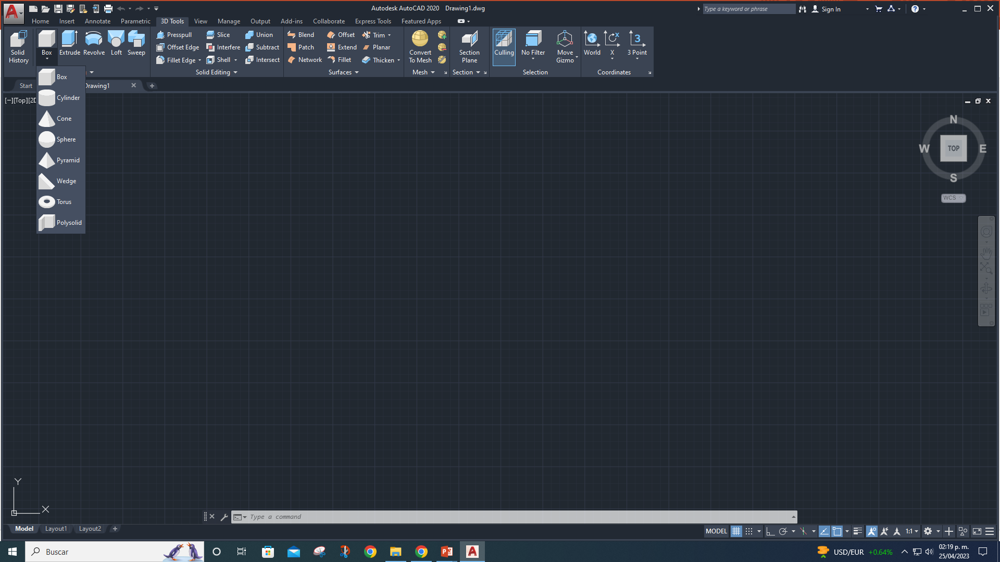 Autodesk AutoCAD 2020 Drawing1.dwg
Type a keyword or phrase
Sign In
Home Insert Annotate Parametric 3D Tools View Manage Output Add-ins Collaborate Express Tools Featured Apps
Solid History
Box
Extrude
Revolve
Loft
Sweep
Presspull
Offset Edge
Fillet Edge
Slice
Interfere
Shell
Union
Subtract
Intersect
Solid Editing
Blend
Patch
Network
Offset
Extend
Fillet
Trim
Planar
Thicken
Surfaces
Convert To Mesh
Mesh
Section Plane
Section
Culling
No Filter
Move Gizmo
Selection
World
X
3 Point
Coordinates
Start
Drawing1
[−][Top][2D
Box
Cylinder
Cone
Sphere
Pyramid
Wedge
Torus
Polysolid
N
W TOP E
S
WCS
Y
X
Type a command
Model Layout1 Layout2
MODEL
1:1
Buscar
USD/EUR +0.64%
02:19 p. m.
25/04/2023